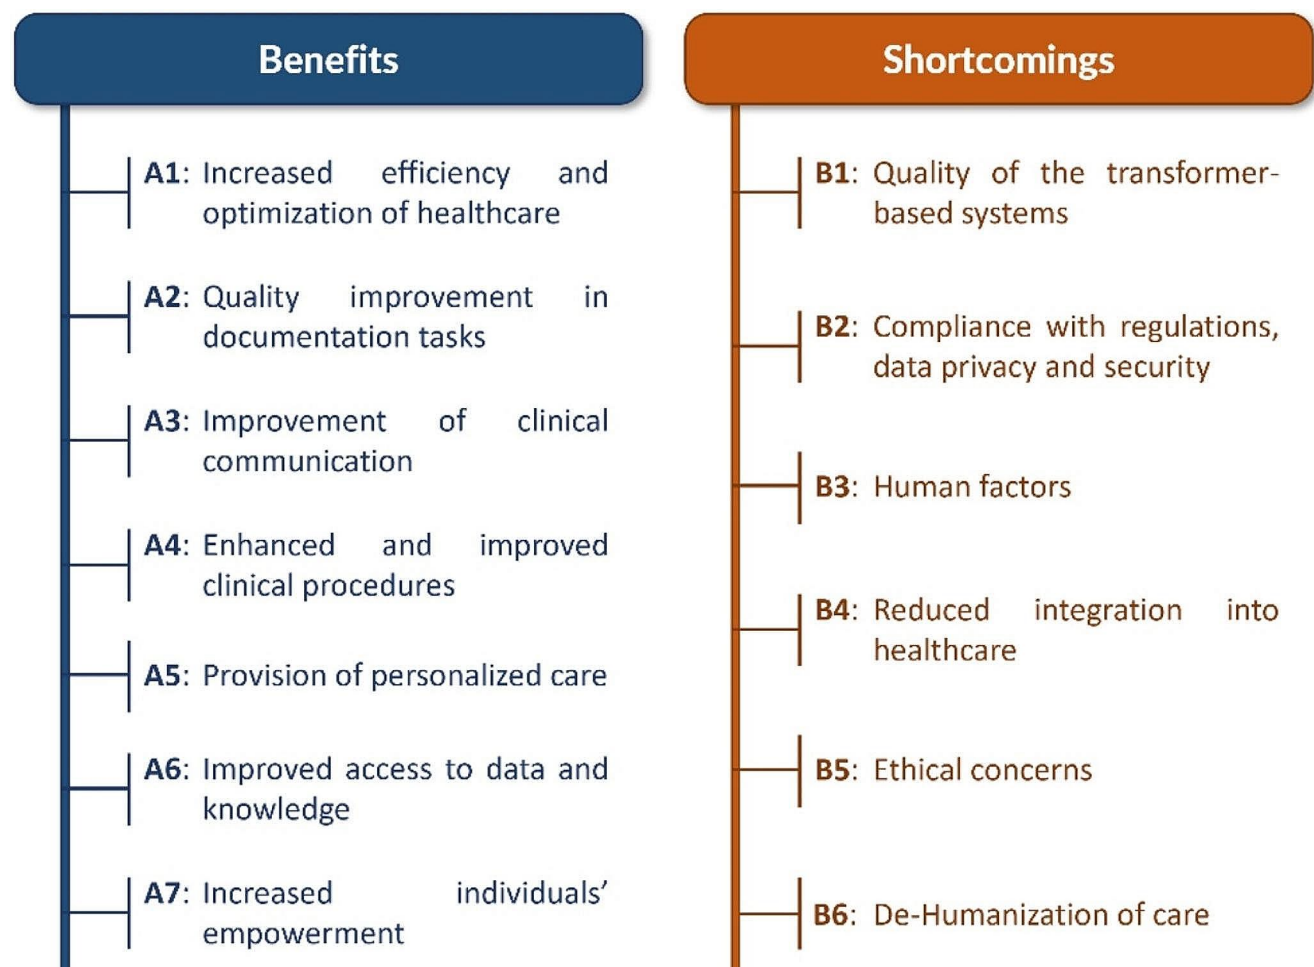 Benefits
A1: Increased efficiency and
optimization of healthcare
A2: Quality improvement in
documentation tasks
A3: Improvement of clinical
communication
A4: Enhanced and improved
clinical procedures
A5: Provision of personalized care
A6: Improved access to data and
knowledge
A7: Increased individuals’
empowerment
Shortcomings
B1: Quality of the transformer-
based systems
B2: Compliance with regulations,
data privacy and security
B3: Human factors
B4: Reduced integration into
healthcare
B5: Ethical concerns
B6: De-Humanization of care